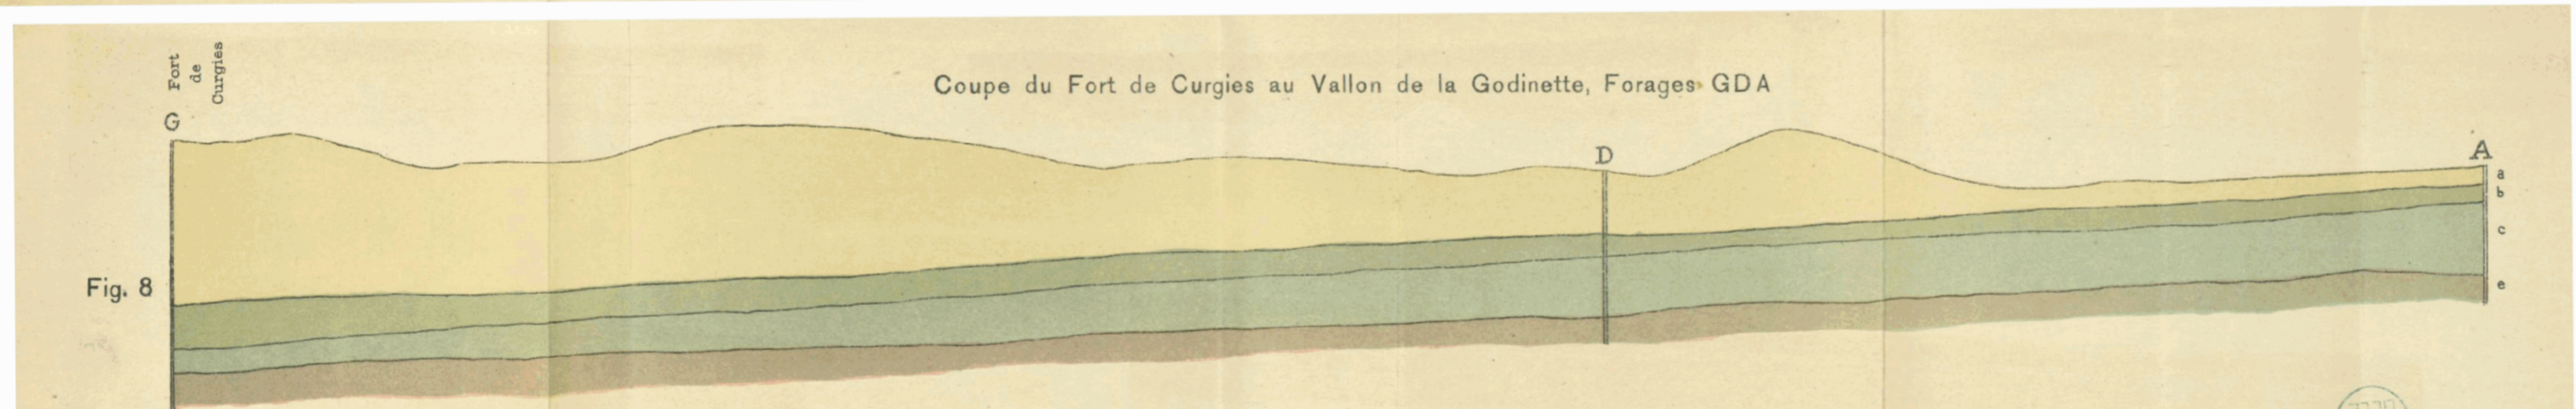 Fort
de
Curgies
Coupe du Fort de Curgies au Vallon de la Godinette, Forages GDA
G
D
A
a
b
c
e
Fig. 8